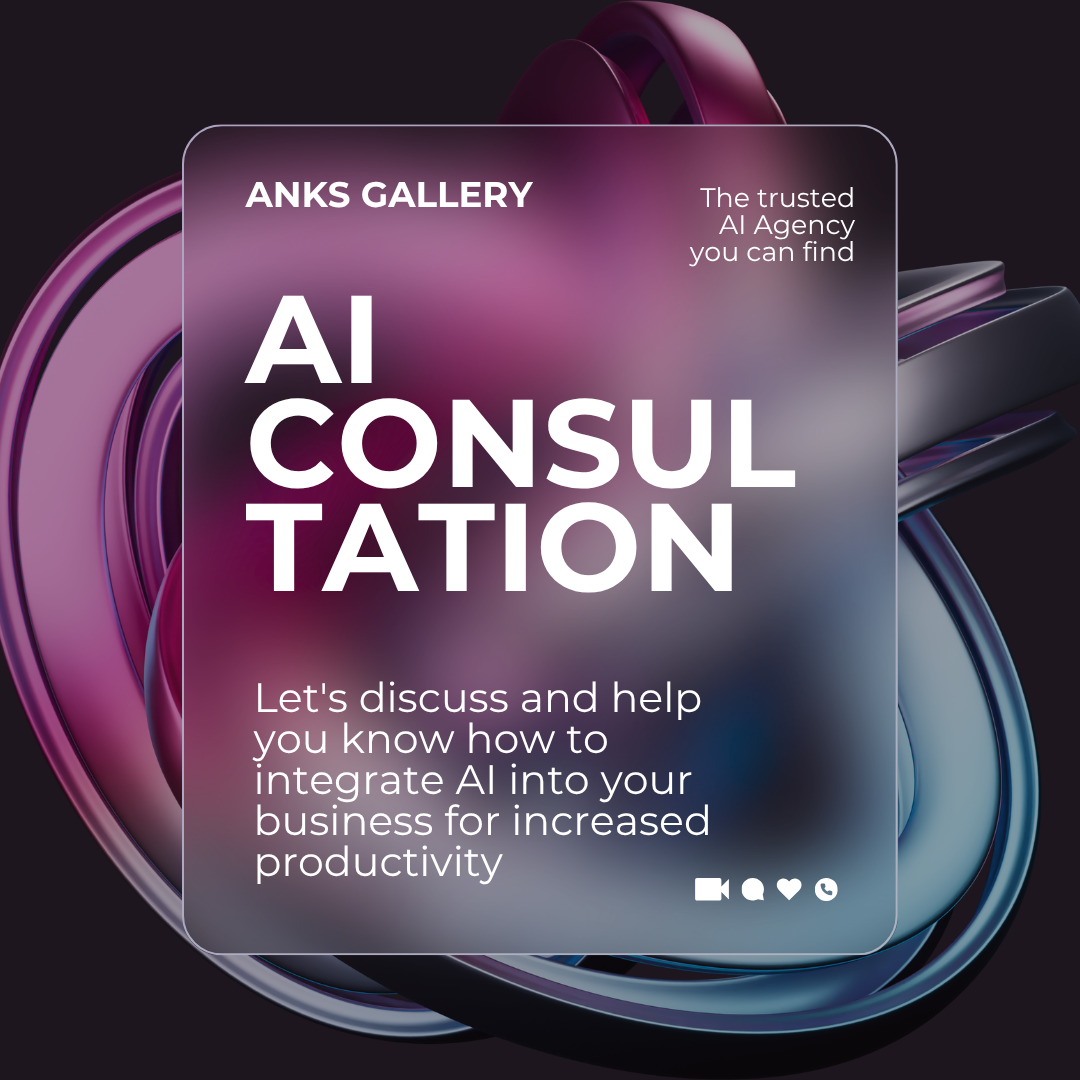 ANKS GALLERY
The trusted
AI Agency
you can find
AI
CONSUL
TATION
Let's discuss and help
you know how to
integrate AI into your
business for increased
productivity